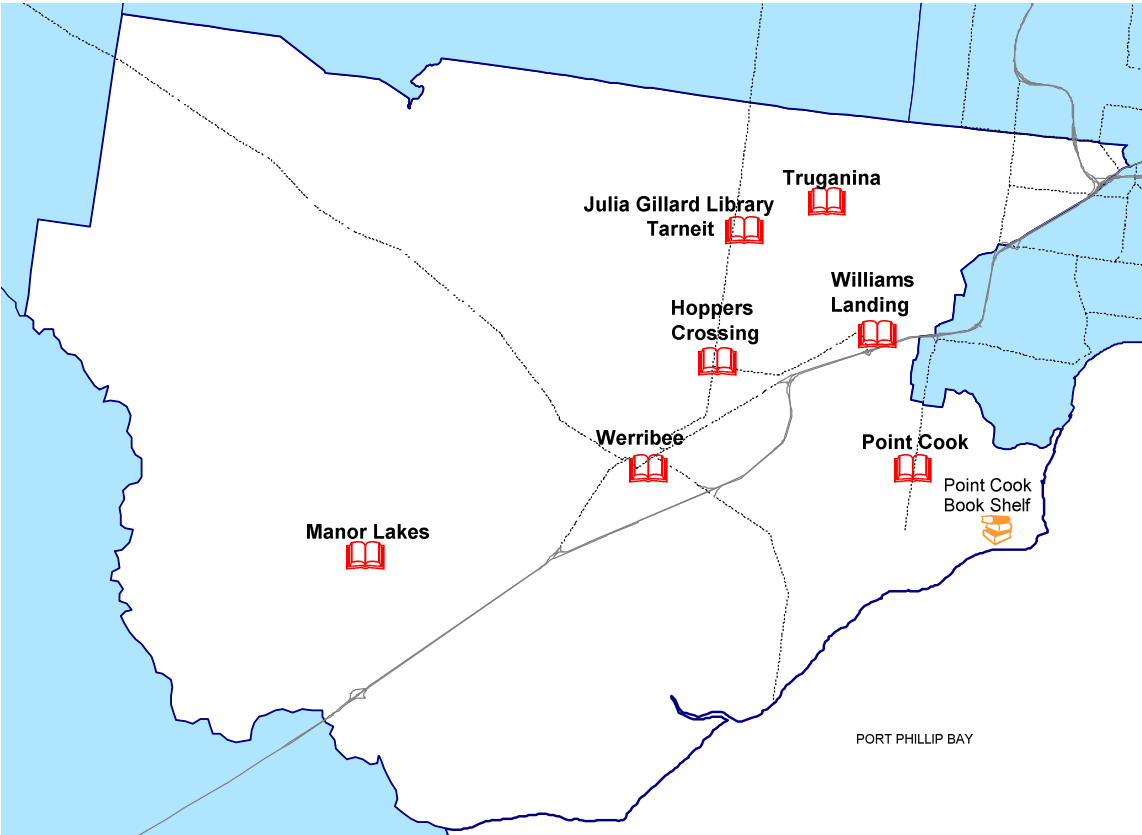 Truganina
Julia Gillard Library
Tarneit
Williams
Landing
Hoppers
Crossing
Werribee
Point Cook
Point Cook
Book Shelf
Manor Lakes
PORT PHILLIP BAY